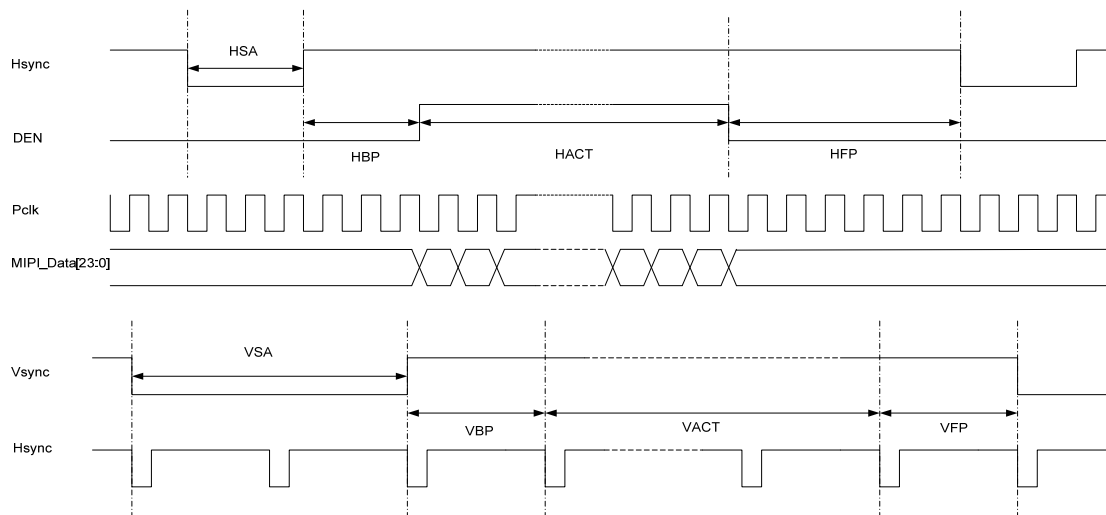 Hsync
HSA
DEN
HBP
HACT
HFP
Pclk
MIPI_Data[23:0]
VSA
Vsync
VBP
VACT
VFP
Hsync